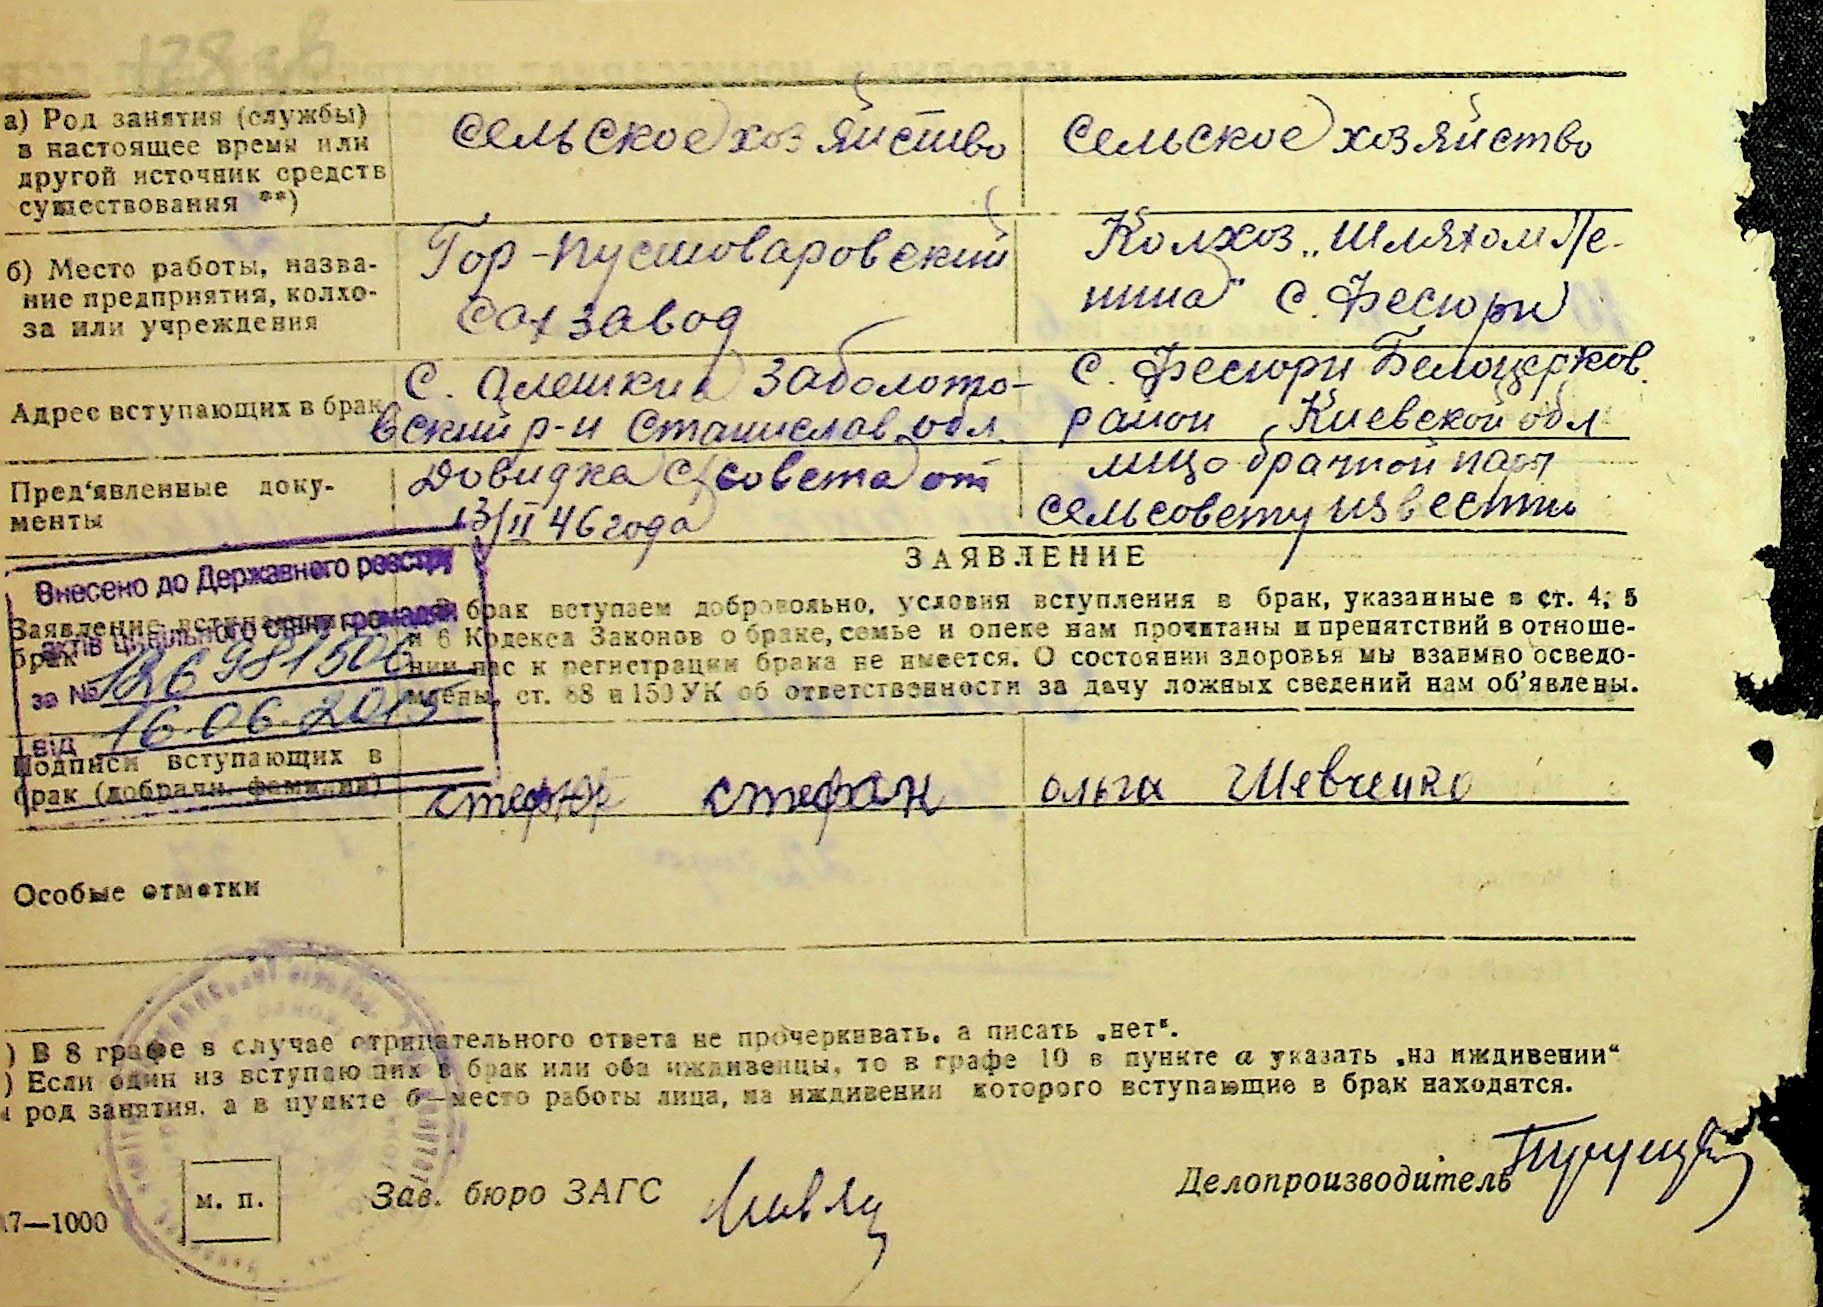 а) Род занятия (службы)
в настоящее время или
другой источник средств
существования **)
сельское хозяйство
сельское хозяйство
б) Место работы, назва-
ние предприятия, колхо-
за или учреждения
Гор-Пустоваровский
сахзавод
Колхоз „Шляхом Ле-
нина" с. Фесюри
Адрес вступающих в брак
с. Олешкив Заболото-
вский р-н Станислав. обл.
с. Фесюри Белоцерков.
район Киевской обл
Пред'явленные доку-
менты
Довидка с/совета от
13/II 46 года
лицо брачной пары
сельсовету известны
ЗАЯВЛЕНИЕ
Заявление вступающих в
брак
В брак вступаем добровольно, условия вступления в брак, указанные в ст. 4, 5
и 6 Кодекса Законов о браке, семье и опеке нам прочитаны и препятствий в отноше-
нии нас к регистрации брака не имеется. О состоянии здоровья мы взаимно осведо-
млены, ст. 88 и 150 УК об ответственности за дачу ложных сведений нам об'явлены.
Внесено до Державного реєстру
актів цивільного стану громадян
за № 126981506
від 16.06.2015
Подписи вступающих в
брак (добрачн. фамилии)
стефюк стефан
ольга Шевченко
Особые отметки
) В 8 графе в случае отрицательного ответа не прочеркивать, а писать „нет".
) Если один из вступающих в брак или оба иждивенцы, то в графе 10 в пункте а указать „на иждивении"
и род занятия, а в пункте б—место работы лица, на иждивении которого вступающие в брак находятся.
м. п.
Зав. бюро ЗАГС
Делопроизводитель
17—1000